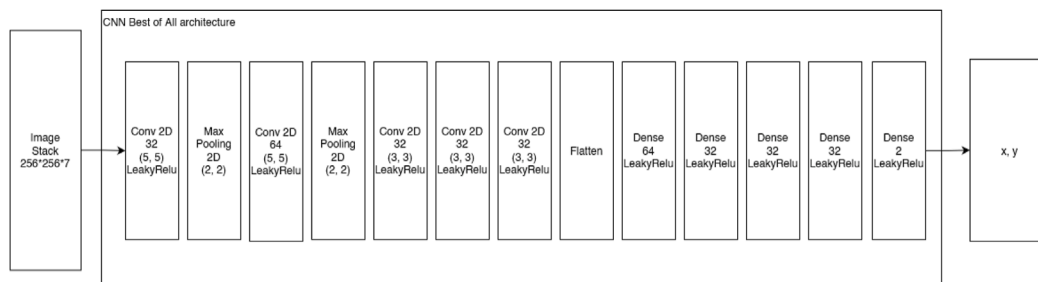 CNN Best of All architecture
Image
Stack
256*256*7
Conv 2D
32
(5, 5)
LeakyRelu
Max
Pooling
2D
(2, 2)
Conv 2D
64
(5, 5)
LeakyRelu
Max
Pooling
2D
(2, 2)
Conv 2D
32
(3, 3)
LeakyRelu
Conv 2D
32
(3, 3)
LeakyRelu
Conv 2D
32
(3, 3)
LeakyRelu
Flatten
Dense
64
LeakyRelu
Dense
32
LeakyRelu
Dense
32
LeakyRelu
Dense
32
LeakyRelu
Dense
2
LeakyRelu
x, y